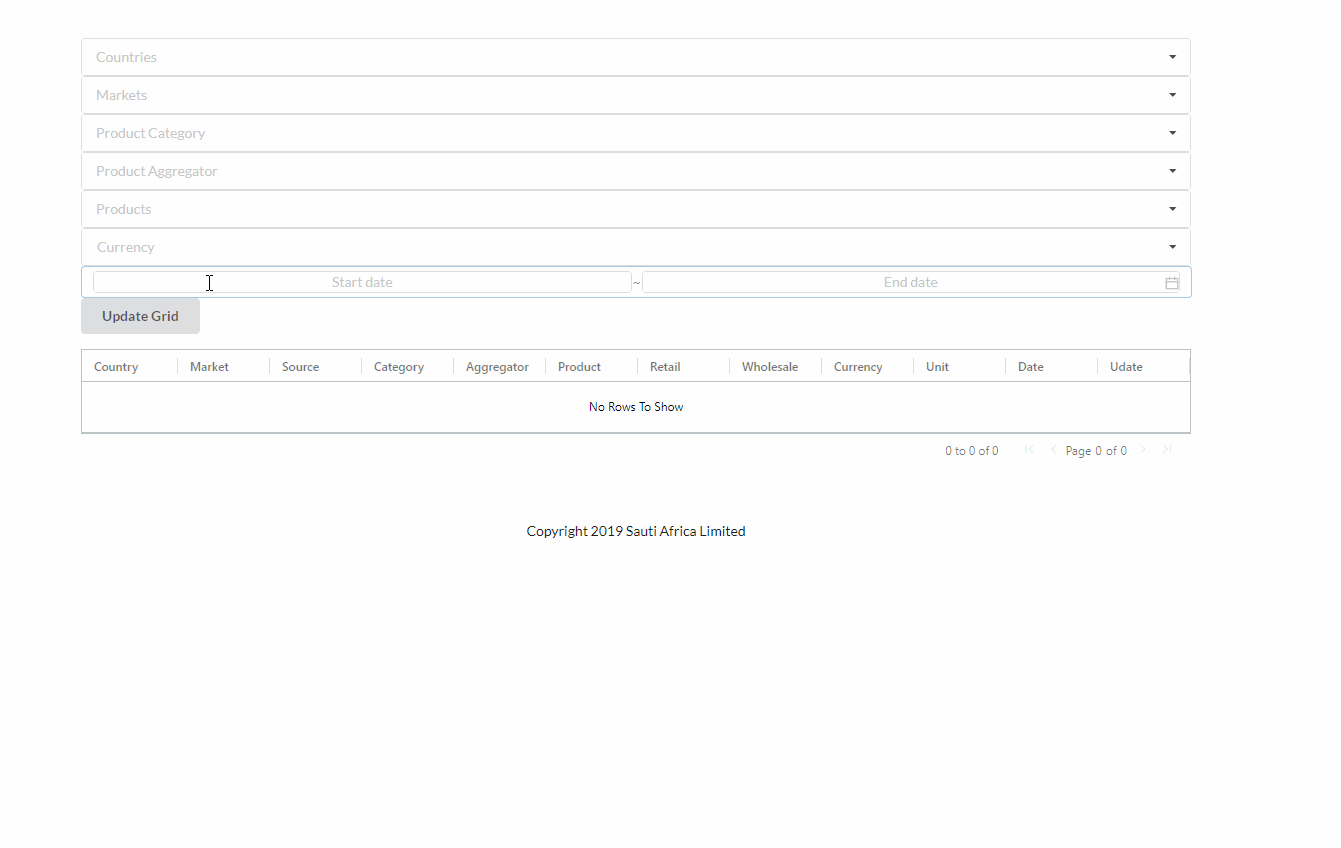 Countries
Markets
Product Category
Product Aggregator
Products
Currency
Start date ~ End date
Update Grid
Country Market Source Category Aggregator Product Retail Wholesale Currency Unit Date Udate
No Rows To Show
0 to 0 of 0 Page 0 of 0
Copyright 2019 Sauti Africa Limited